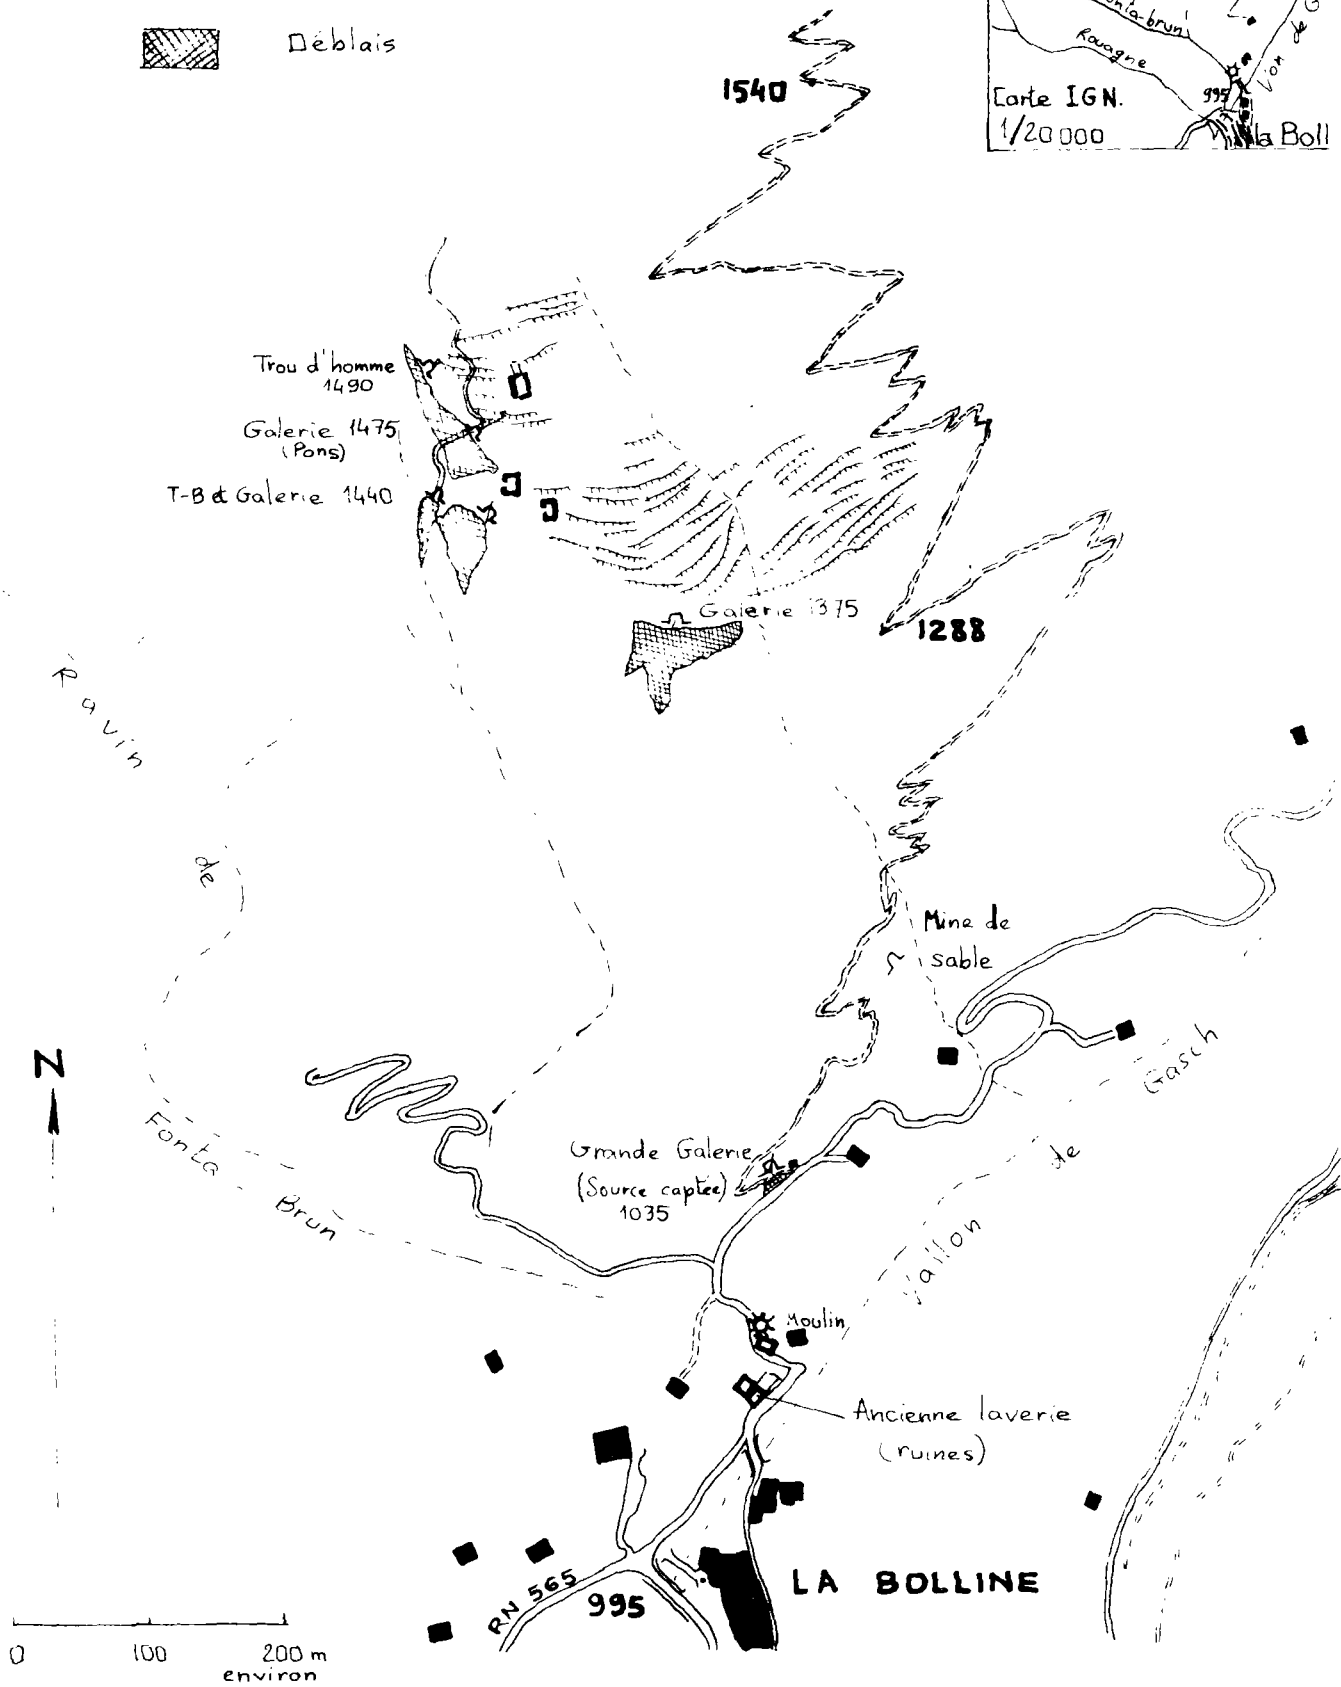 Déblais
Rouagne
995
Carte IGN.
1/20 000
la Boll
1540
Trou d'homme
1490
Galerie 1475
(Pons)
T-B et Galerie 1440
Galerie 1375
1288
Ravin
de
Fonta
Brun
Mine de
sable
N
Gasch
de
Vallon
Grande Galerie
(Source captée)
1035
Moulin
Ancienne laverie
(ruines)
LA BOLLINE
RN 565
995
0 100 200 m
environ